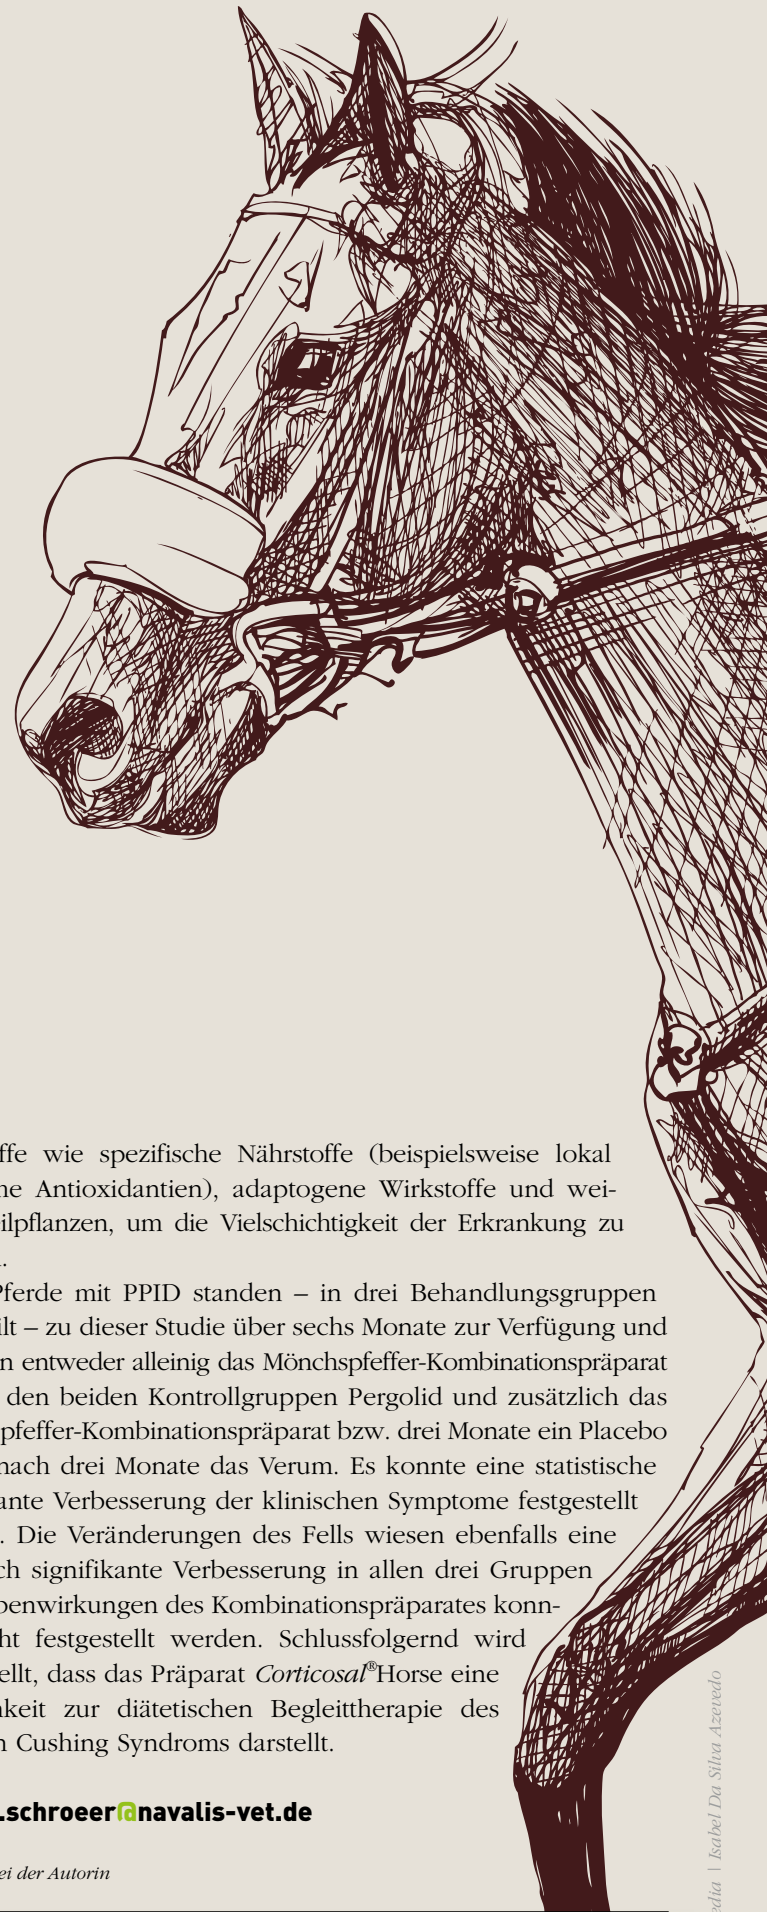 ffe wie spezifische Nährstoffe (beispielsweise lokal
ne Antioxidantien), adaptogene Wirkstoffe und wei-
eilpflanzen, um die Vielschichtigkeit der Erkrankung zu
.
Pferde mit PPID standen – in drei Behandlungsgruppen
ilt – zu dieser Studie über sechs Monate zur Verfügung und
n entweder alleinig das Mönchspfeffer-Kombinationspräparat
den beiden Kontrollgruppen Pergolid und zusätzlich das
pfeffer-Kombinationspräparat bzw. drei Monate ein Placebo
nach drei Monate das Verum. Es konnte eine statistische
ante Verbesserung der klinischen Symptome festgestellt
. Die Veränderungen des Fells wiesen ebenfalls eine
ch signifikante Verbesserung in allen drei Gruppen
benwirkungen des Kombinationspräparates konn-
ht festgestellt werden. Schlussfolgernd wird
ellt, dass das Präparat Corticosal®Horse eine
hkeit zur diätetischen Begleittherapie des
n Cushing Syndroms darstellt.
.schroeer@navalis-vet.de
ei der Autorin
edia | Isabel Da Silva Azevedo